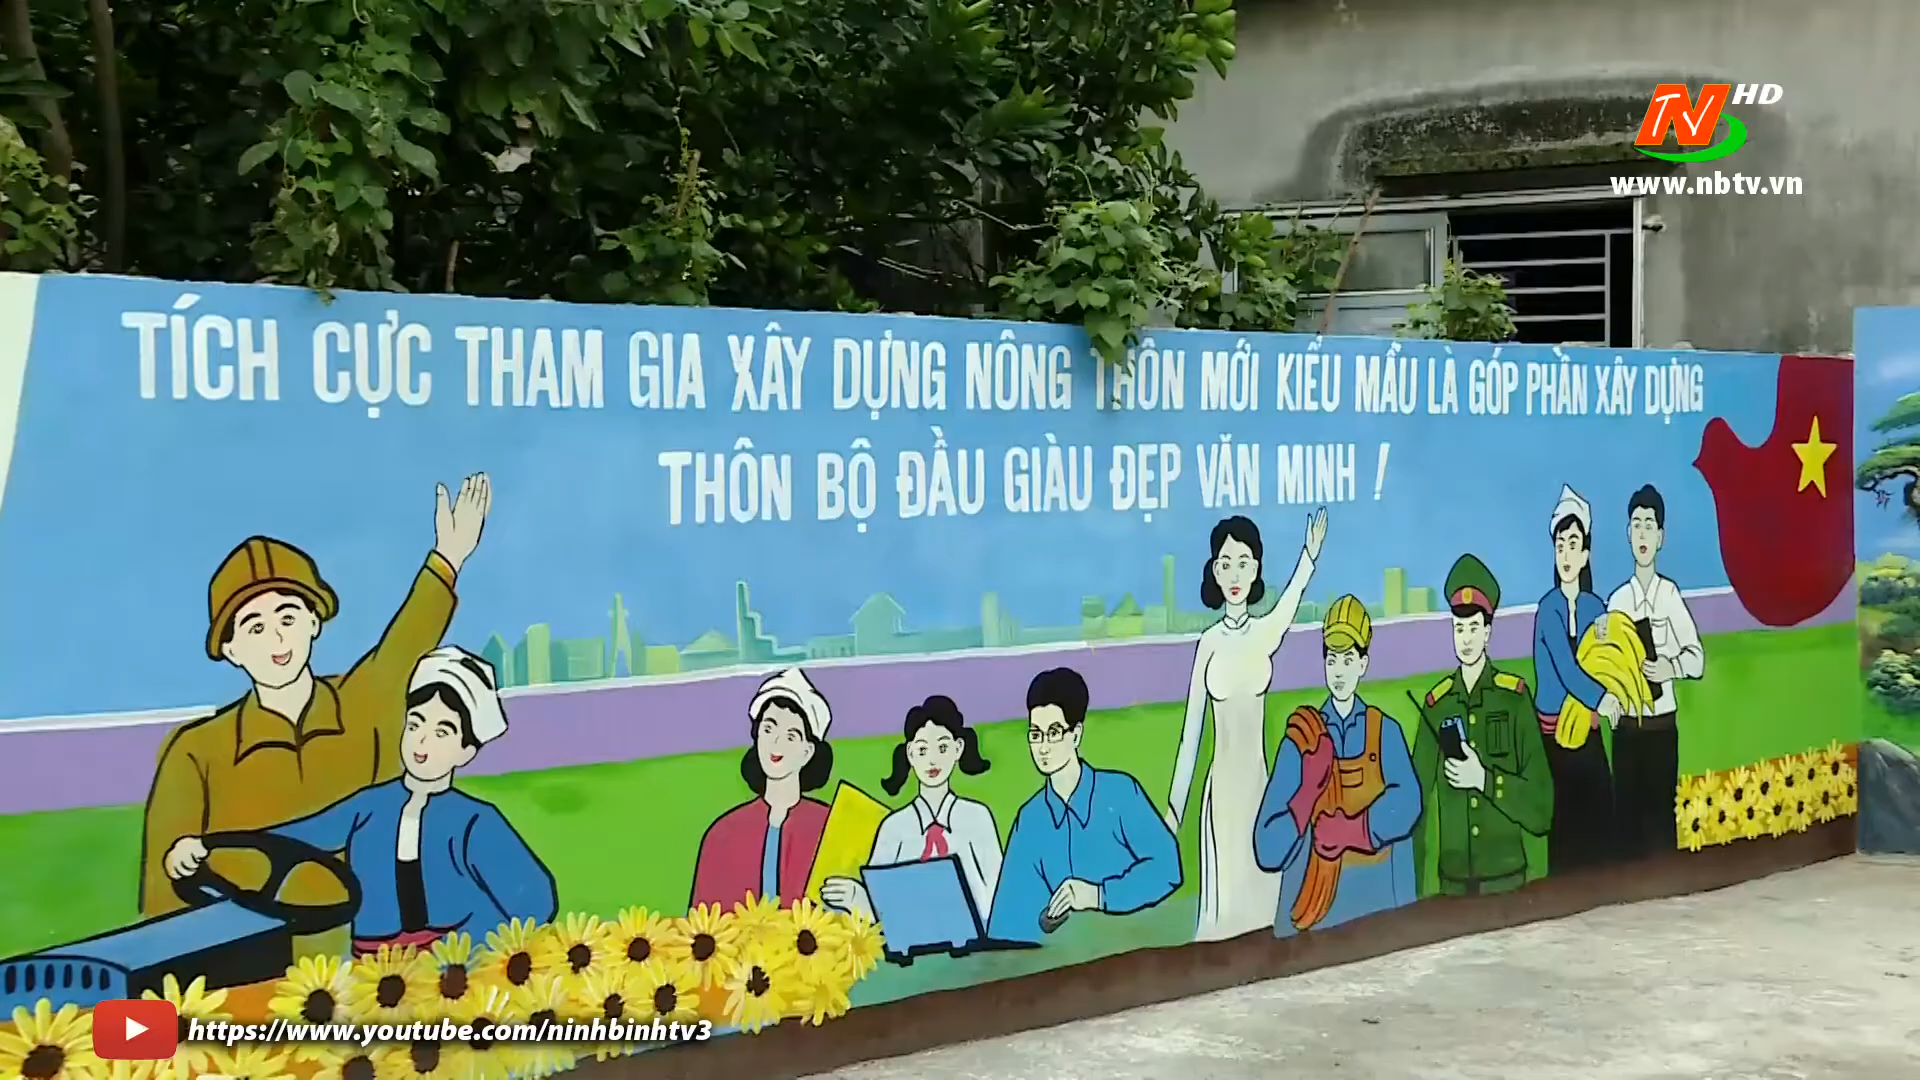 TV HD
www.nbtv.vn
TÍCH CỰC THAM GIA XÂY DỰNG NÔNG THÔN MỚI KIỂU MẪU LÀ GÓP PHẦN XÂY DỰNG
THÔN BỘ ĐẦU GIÀU ĐẸP VĂN MINH !
https://www.youtube.com/ninhbinhtv3